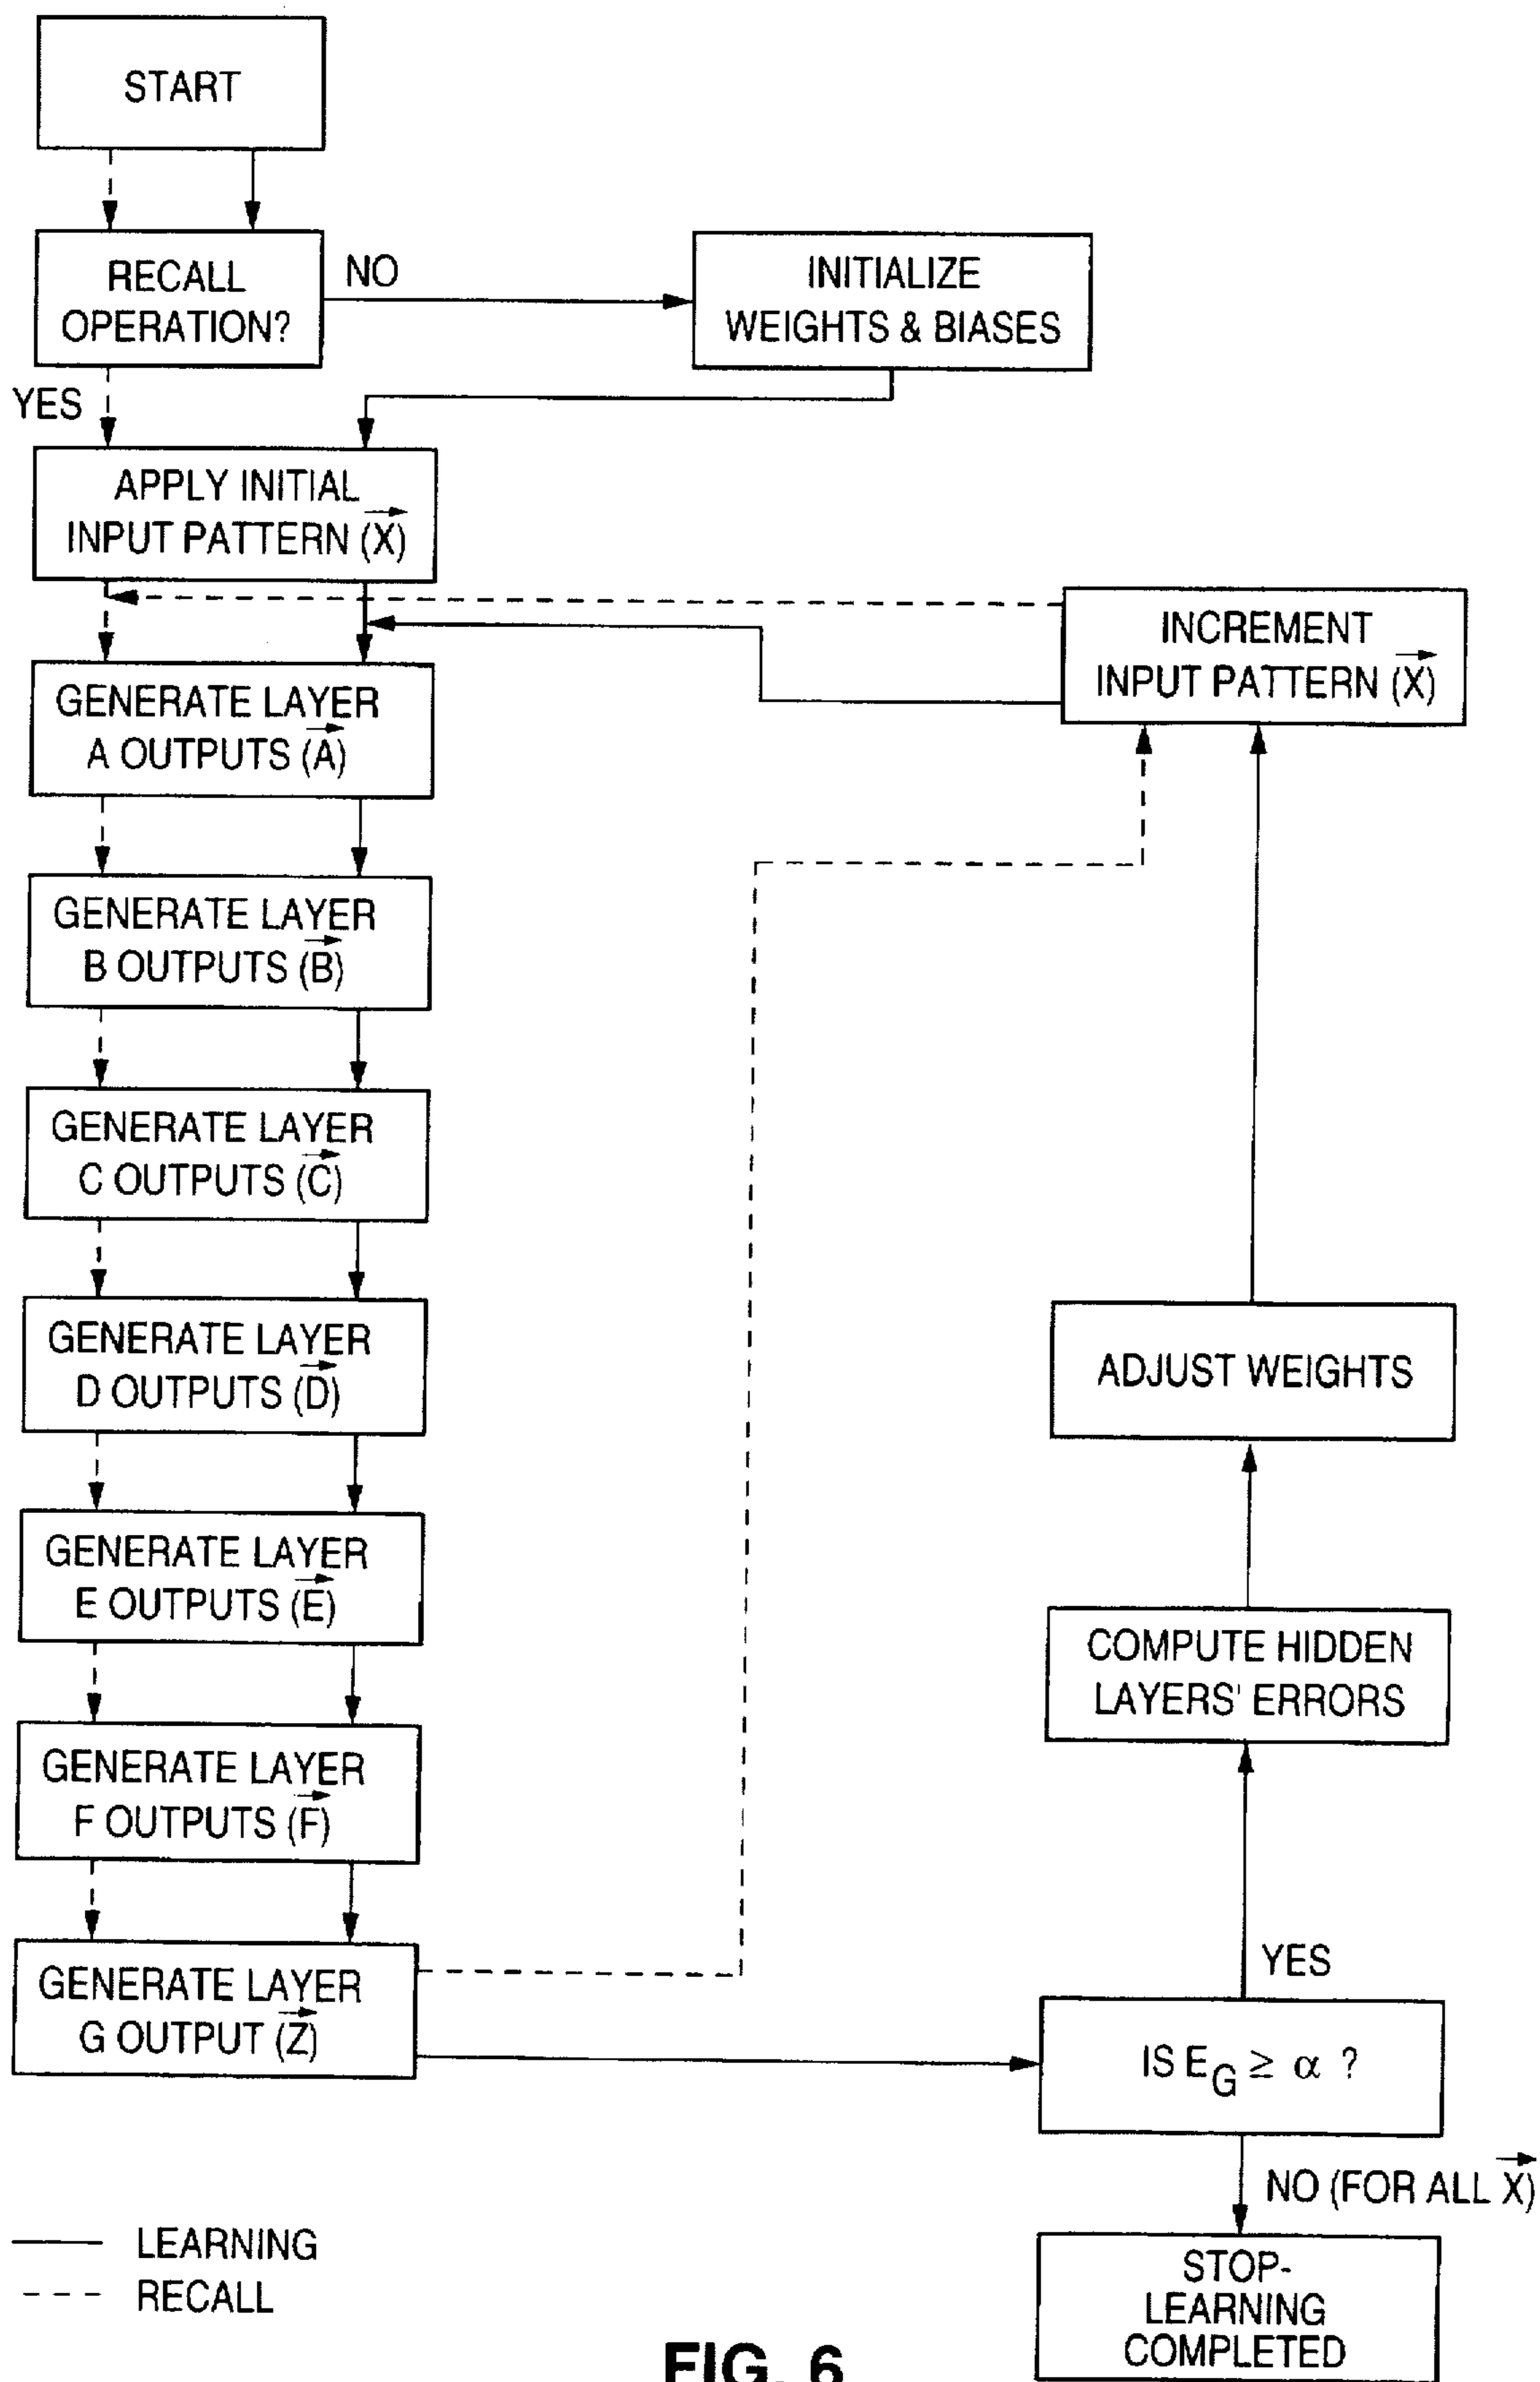 START
RECALL
OPERATION?
NO
INITIALIZE
WEIGHTS & BIASES
YES
APPLY INITIAL
INPUT PATTERN (X⃗)
INCREMENT
INPUT PATTERN (X⃗)
GENERATE LAYER
A OUTPUTS (A⃗)
GENERATE LAYER
B OUTPUTS (B⃗)
GENERATE LAYER
C OUTPUTS (C⃗)
GENERATE LAYER
D OUTPUTS (D⃗)
ADJUST WEIGHTS
GENERATE LAYER
E OUTPUTS (E⃗)
COMPUTE HIDDEN
LAYERS' ERRORS
GENERATE LAYER
F OUTPUTS (F⃗)
YES
GENERATE LAYER
G OUTPUT (Z⃗)
IS E_G ≥ α ?
NO (FOR ALL X⃗)
STOP-
LEARNING
COMPLETED
LEARNING
RECALL
FIG. 6